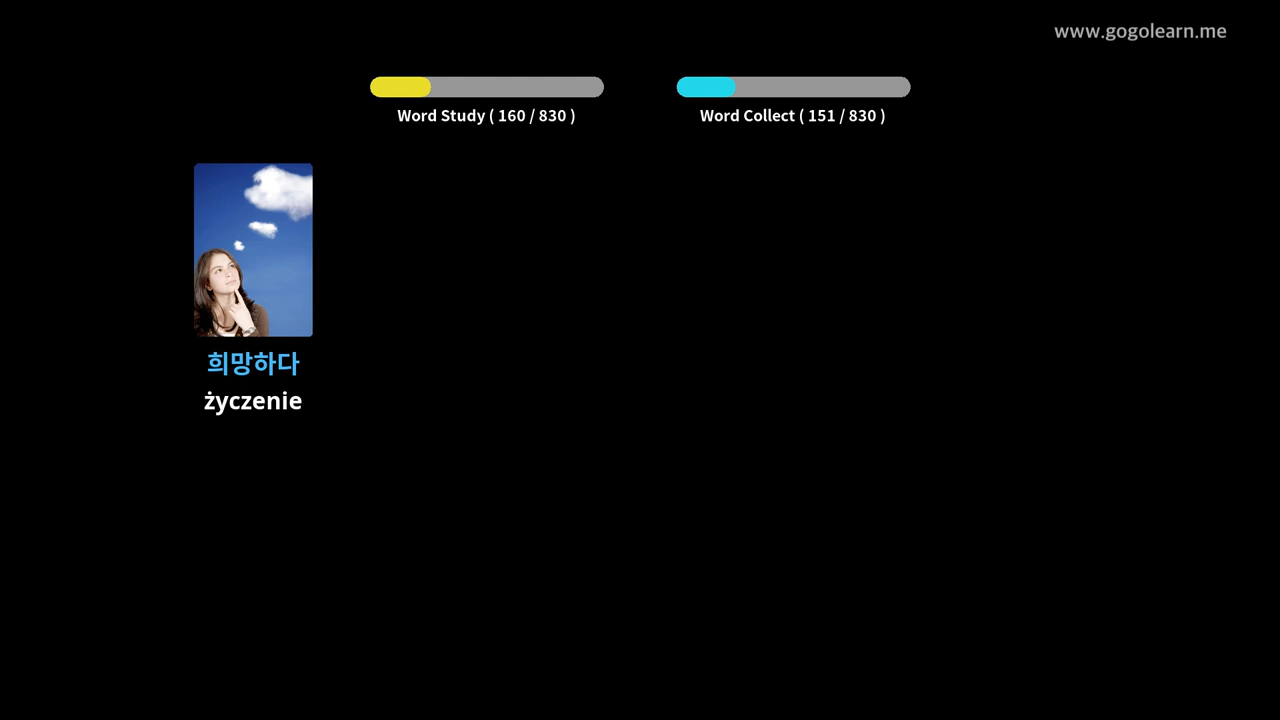 www.gogolearn.me
Word Study ( 160 / 830 )
Word Collect ( 151 / 830 )
희망하다
życzenie